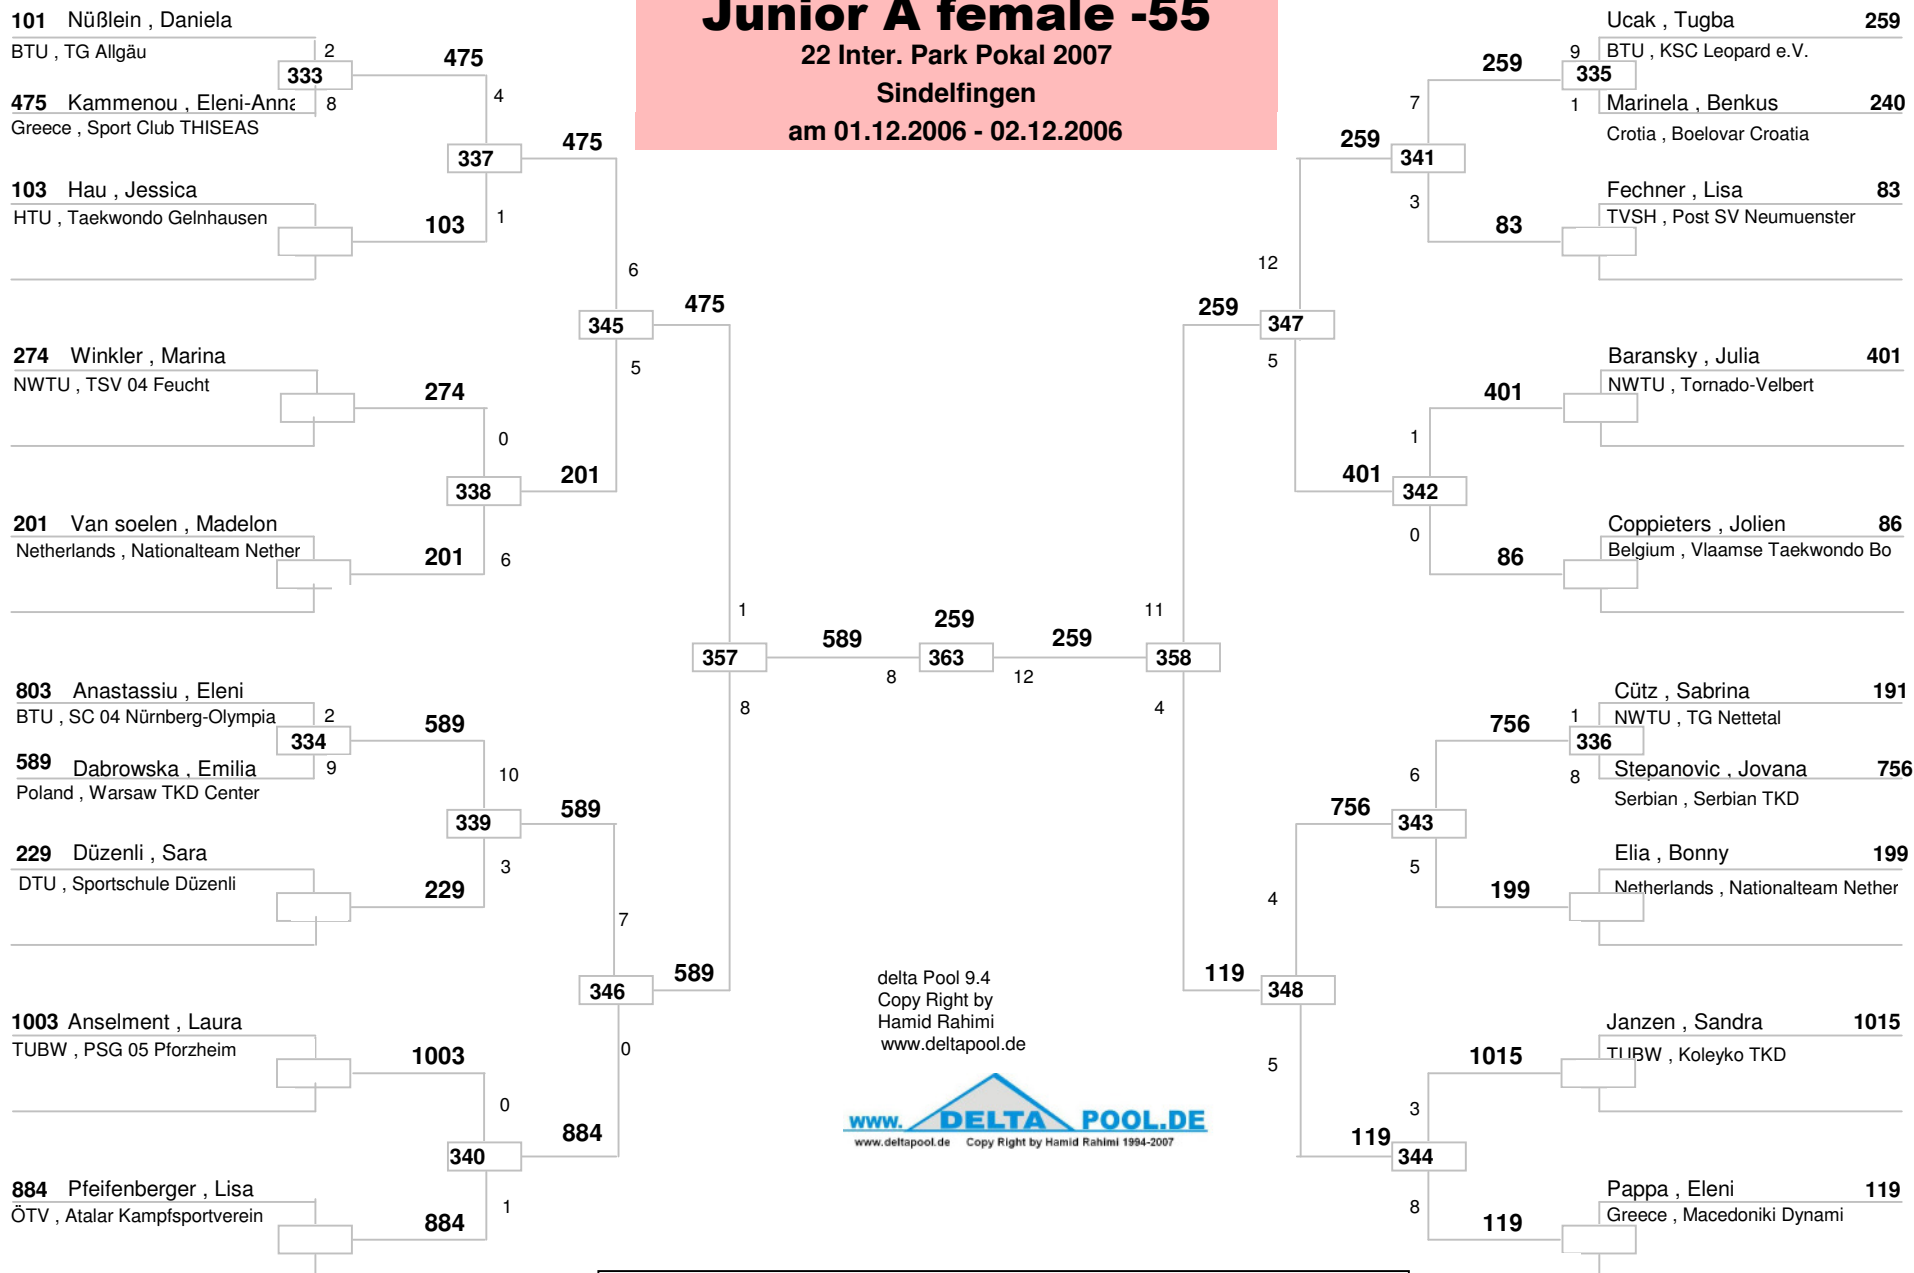 Junior A female -55
22 Inter. Park Pokal 2007
Sindelfingen
am 01.12.2006 - 02.12.2006
101 Nüßlein , Daniela
BTU , TG Allgäu
2
333
475
475 Kammenou , Eleni-Anna
8
Greece , Sport Club THISEAS
4
337
475
103 Hau , Jessica
HTU , Taekwondo Gelnhausen
103
1
6
345
475
5
274 Winkler , Marina
NWTU , TSV 04 Feucht
274
0
338
201
201 Van soelen , Madelon
Netherlands , Nationalteam Nether
201
6
1
357
589
8
8
803 Anastassiu , Eleni
BTU , SC 04 Nürnberg-Olympia
2
334
589
589 Dabrowska , Emilia
9
Poland , Warsaw TKD Center
10
339
589
229 Düzenli , Sara
DTU , Sportschule Düzenli
229
3
7
346
589
0
1003 Anselment , Laura
TUBW , PSG 05 Pforzheim
1003
0
340
884
884 Pfeifenberger , Lisa
ÖTV , Atalar Kampfsportverein
884
1
259
363
12
259
Ucak , Tugba 259
9 BTU , KSC Leopard e.V.
259
335
1 Marinela , Benkus 240
Crotia , Boelovar Croatia
7
259
341
3
Fechner , Lisa 83
TVSH , Post SV Neumuenster
83
12
259
347
5
Baransky , Julia 401
NWTU , Tornado-Velbert
401
1
401
342
0
Coppieters , Jolien 86
Belgium , Vlaamse Taekwondo Bo
86
11
358
4
Cütz , Sabrina 191
1 NWTU , TG Nettetal
756
336
8 Stepanovic , Jovana 756
Serbian , Serbian TKD
6
756
343
5
Elia , Bonny 199
Netherlands , Nationalteam Nether
199
4
119
348
5
Janzen , Sandra 1015
TUBW , Koleyko TKD
1015
3
119
344
8
Pappa , Eleni 119
Greece , Macedoniki Dynami
119
delta Pool 9.4
Copy Right by
Hamid Rahimi
www.deltapool.de
www. DELTA POOL.DE
www.deltapool.de Copy Right by Hamid Rahimi 1994-2007